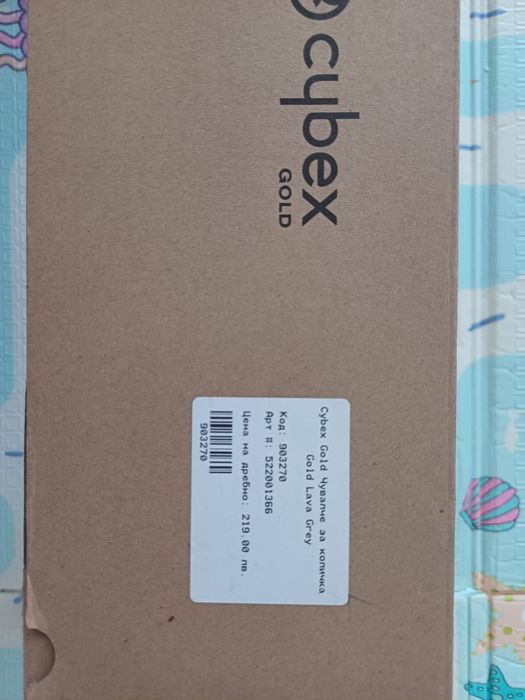 cybex
GOLD
Cybex Gold Чувалче за количка
Gold Lava Grey
Код: 903270
Арт #: 522001366
Цена на дребно: 219.00 лв.
903270